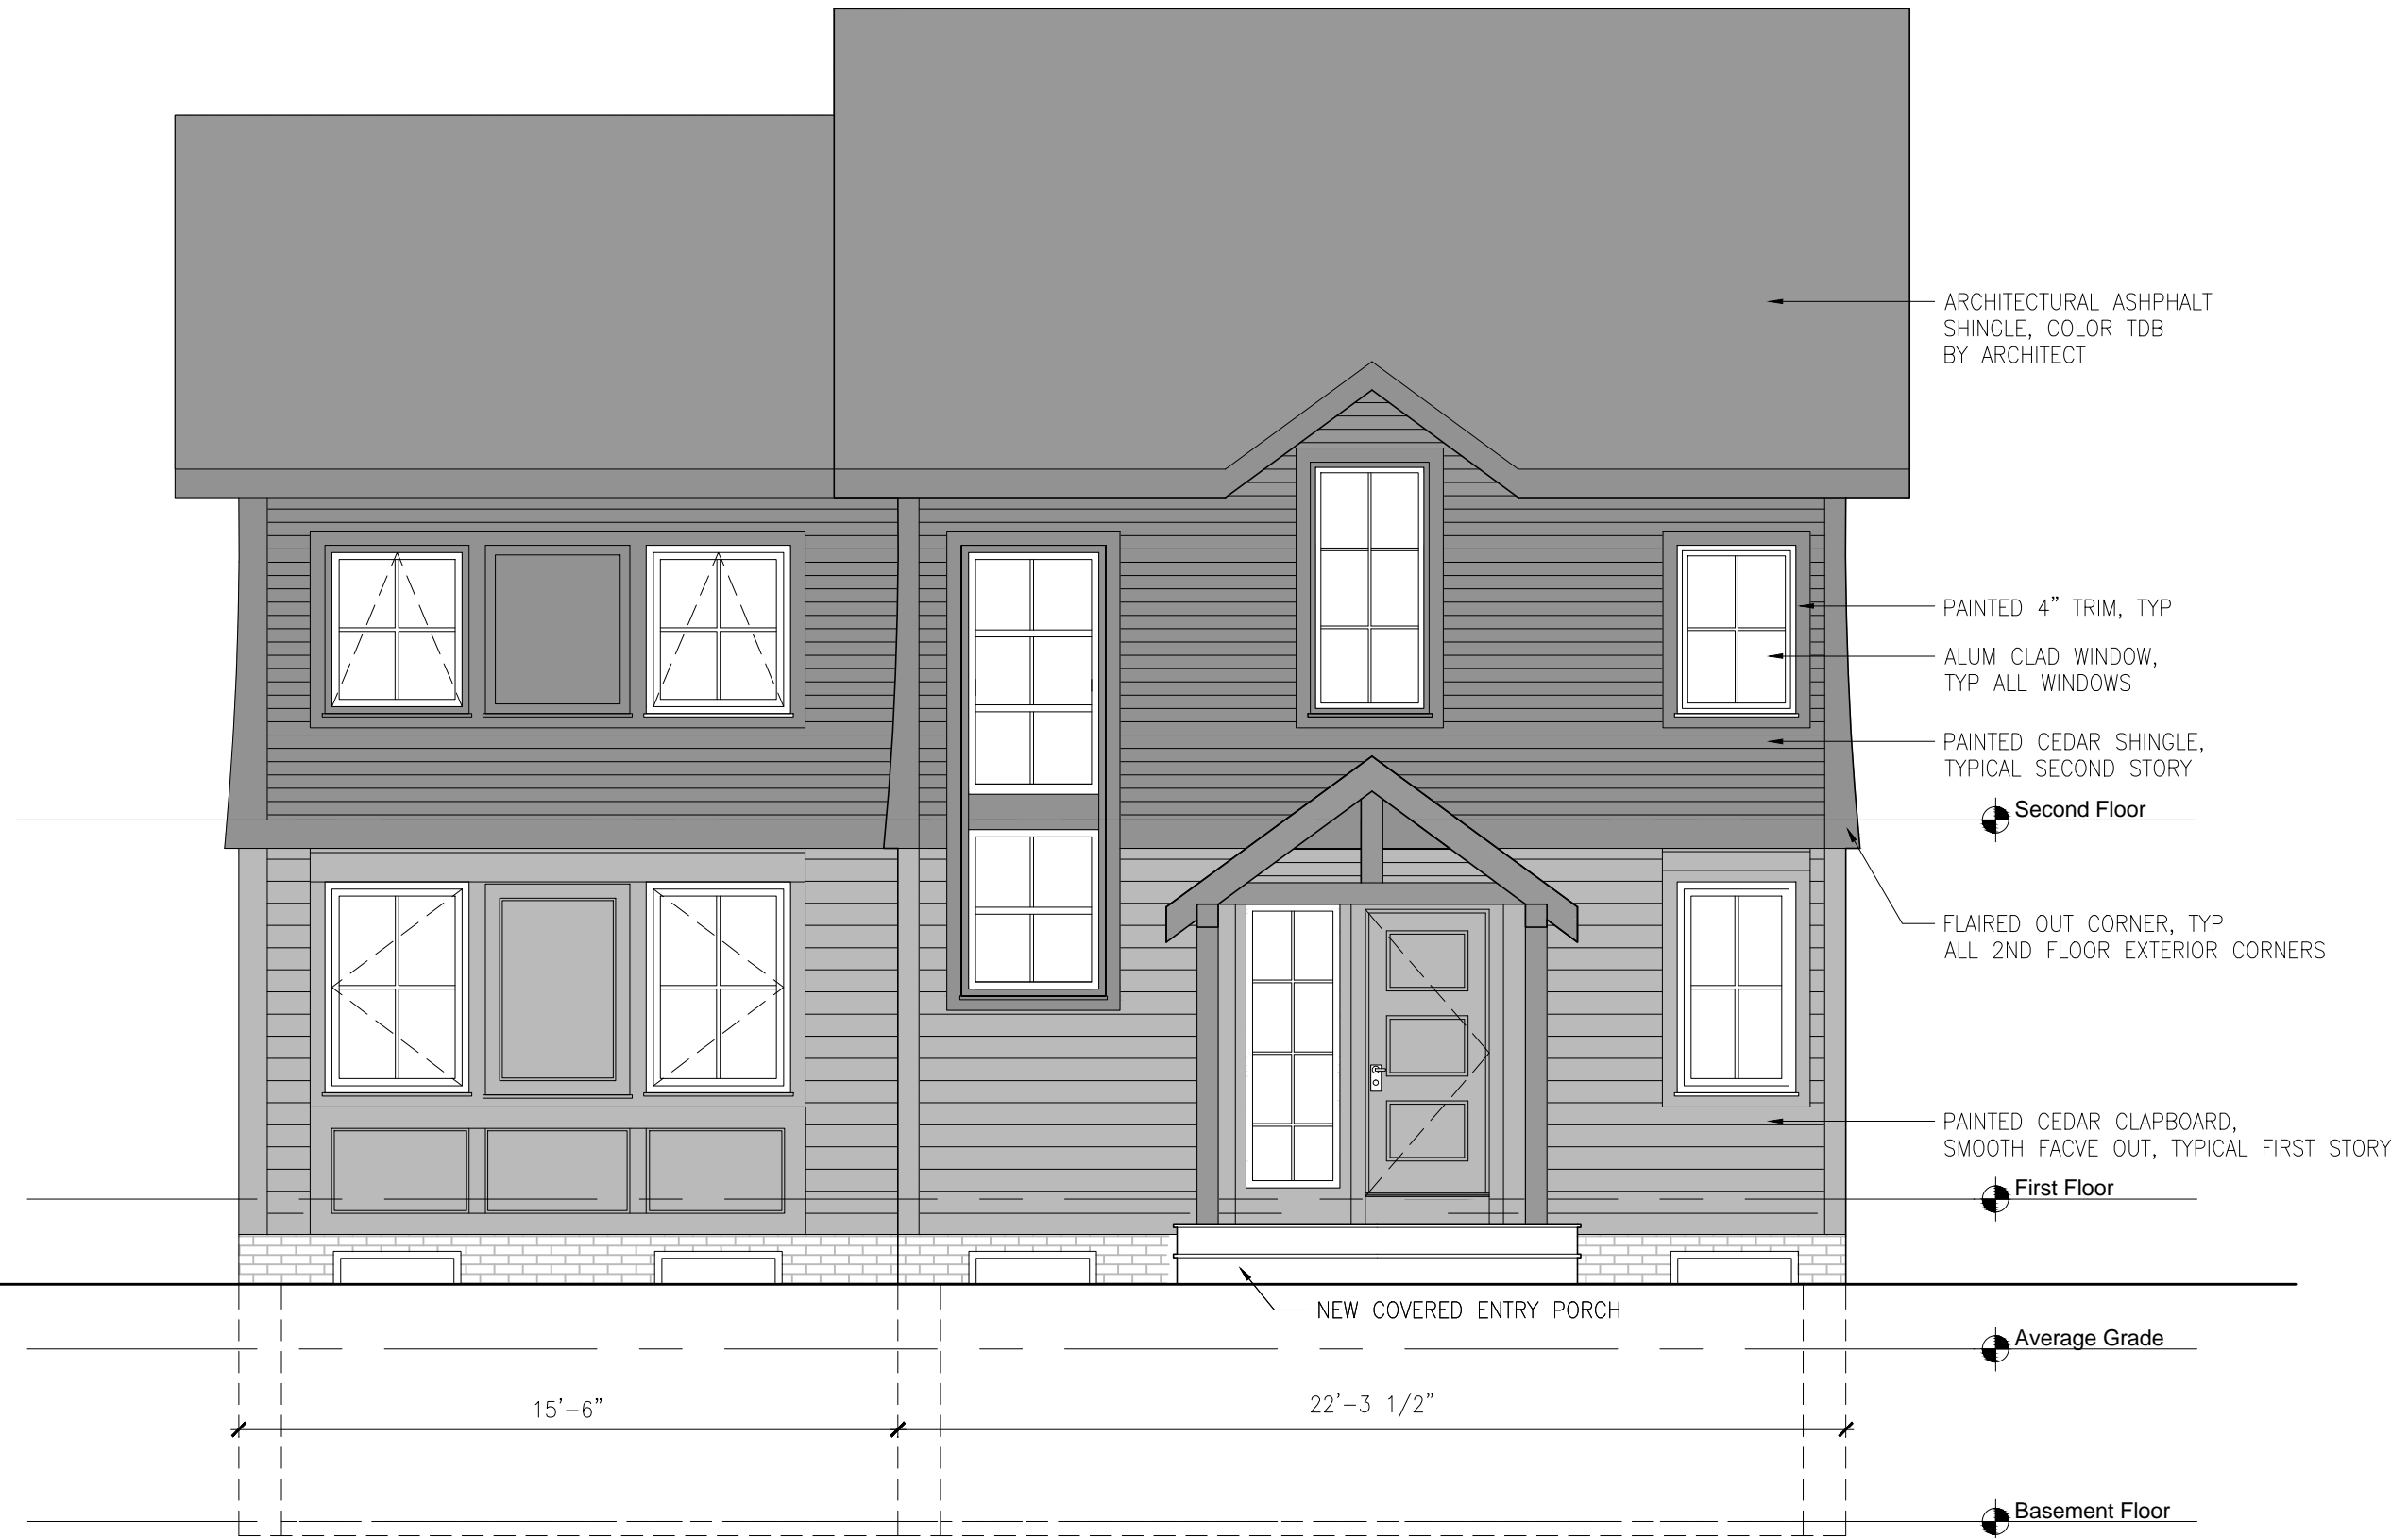 ARCHITECTURAL ASHPHALT
SHINGLE, COLOR TDB
BY ARCHITECT
PAINTED 4" TRIM, TYP
ALUM CLAD WINDOW,
TYP ALL WINDOWS
PAINTED CEDAR SHINGLE,
TYPICAL SECOND STORY
Second Floor
FLAIRED OUT CORNER, TYP
ALL 2ND FLOOR EXTERIOR CORNERS
PAINTED CEDAR CLAPBOARD,
SMOOTH FACVE OUT, TYPICAL FIRST STORY
First Floor
NEW COVERED ENTRY PORCH
Average Grade
15'-6"
22'-3 1/2"
Basement Floor